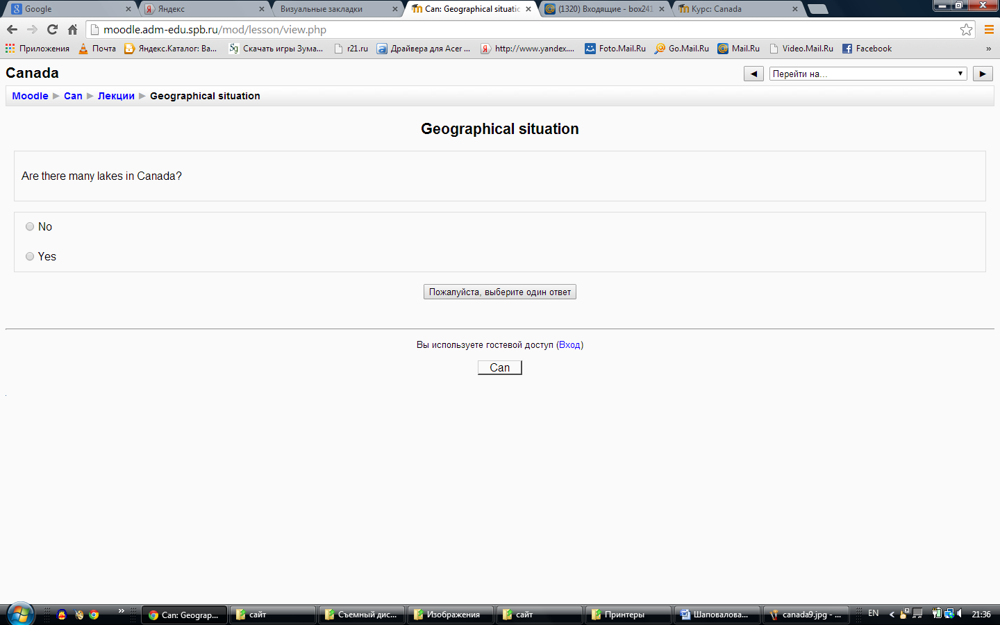 Google
Яндекс
Визуальные закладки
Can: Geographical situatio
(1320) Входящие - box241
Курс: Canada
moodle.adm-edu.spb.ru/mod/lesson/view.php
Приложения
Почта
Яндекс.Каталог: Ва...
Скачать игры Зума...
r21.ru
Драйвера для Acer ...
http://www.yandex....
Foto.Mail.Ru
Go.Mail.Ru
Mail.Ru
Video.Mail.Ru
Facebook
Canada
Перейти на...
Moodle ► Can ► Лекции ► Geographical situation
Geographical situation
Are there many lakes in Canada?
No
Yes
Пожалуйста, выберите один ответ
Вы используете гостевой доступ (Вход)
Can
Can: Geograp...
сайт
Съемный дис...
Изображения
сайт
Принтеры
Шаповалова...
canada9.jpg - ...
EN
21:36